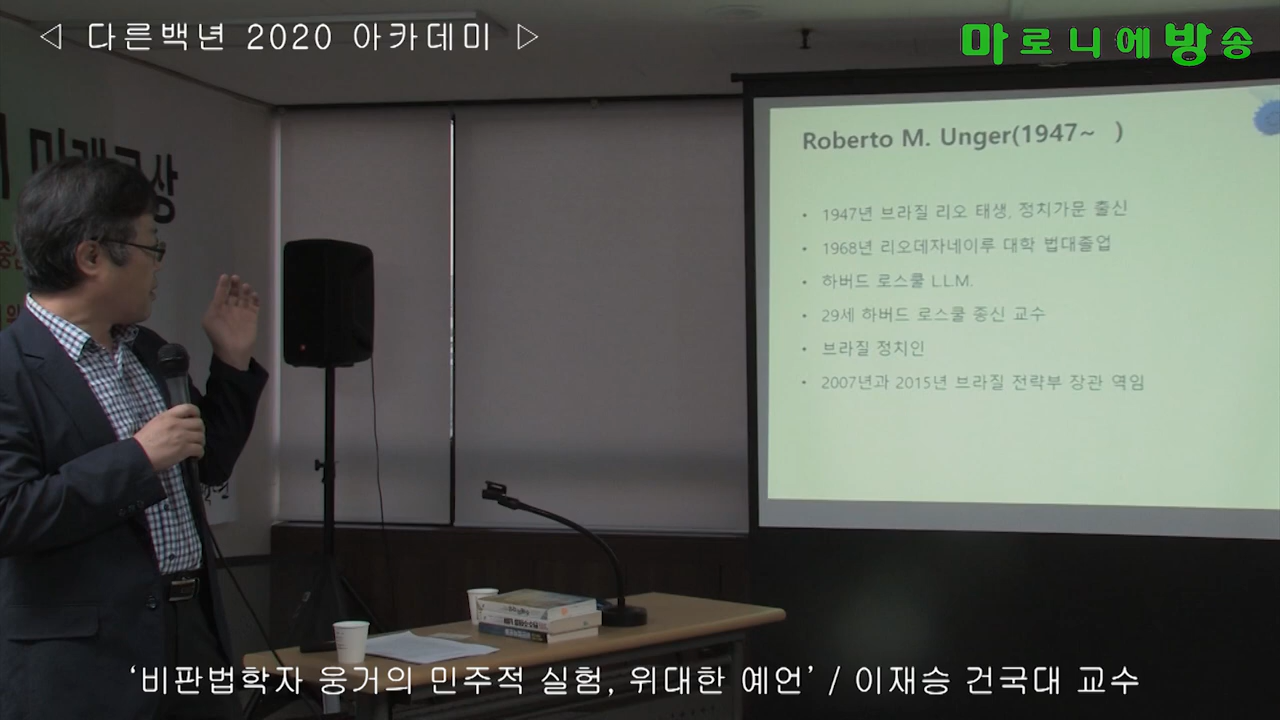 ◁ 다른백년 2020 아카데미 ▷
마로니에방송
Roberto M. Unger(1947~ )
• 1947년 브라질 리오 태생, 정치가문 출신
• 1968년 리오데자네이루 대학 법대졸업
• 하버드 로스쿨 L.L.M.
• 29세 하버드 로스쿨 종신 교수
• 브라질 정치인
• 2007년과 2015년 브라질 전략부 장관 역임
‘비판법학자 웅거의 민주적 실험, 위대한 예언’ / 이재승 건국대 교수